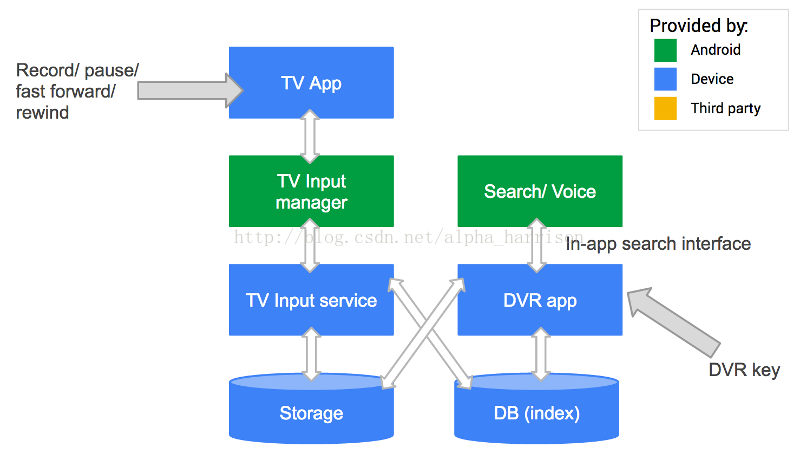 Provided by:
Android
Device
Third party
Record/ pause/
fast forward/
rewind
TV App
TV Input
manager
Search/ Voice
http://blog.csdn.net/alpha_harrison
In-app search interface
TV Input service
DVR app
DVR key
Storage
DB (index)